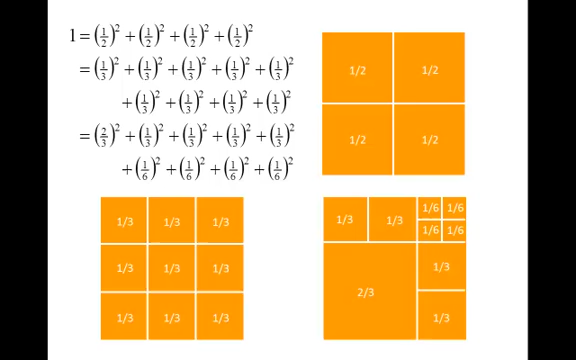 1 = (1/2)² + (1/2)² + (1/2)² + (1/2)²
= (1/3)² + (1/3)² + (1/3)² + (1/3)² + (1/3)²
+ (1/3)² + (1/3)² + (1/3)² + (1/3)²
= (2/3)² + (1/3)² + (1/3)² + (1/3)² + (1/3)²
+ (1/6)² + (1/6)² + (1/6)² + (1/6)²
1/2 1/2
1/2 1/2
1/3 1/3 1/3
1/3 1/3 1/3
1/3 1/3 1/3
1/3 1/3 1/6 1/6
1/6 1/6
2/3 1/3
1/3